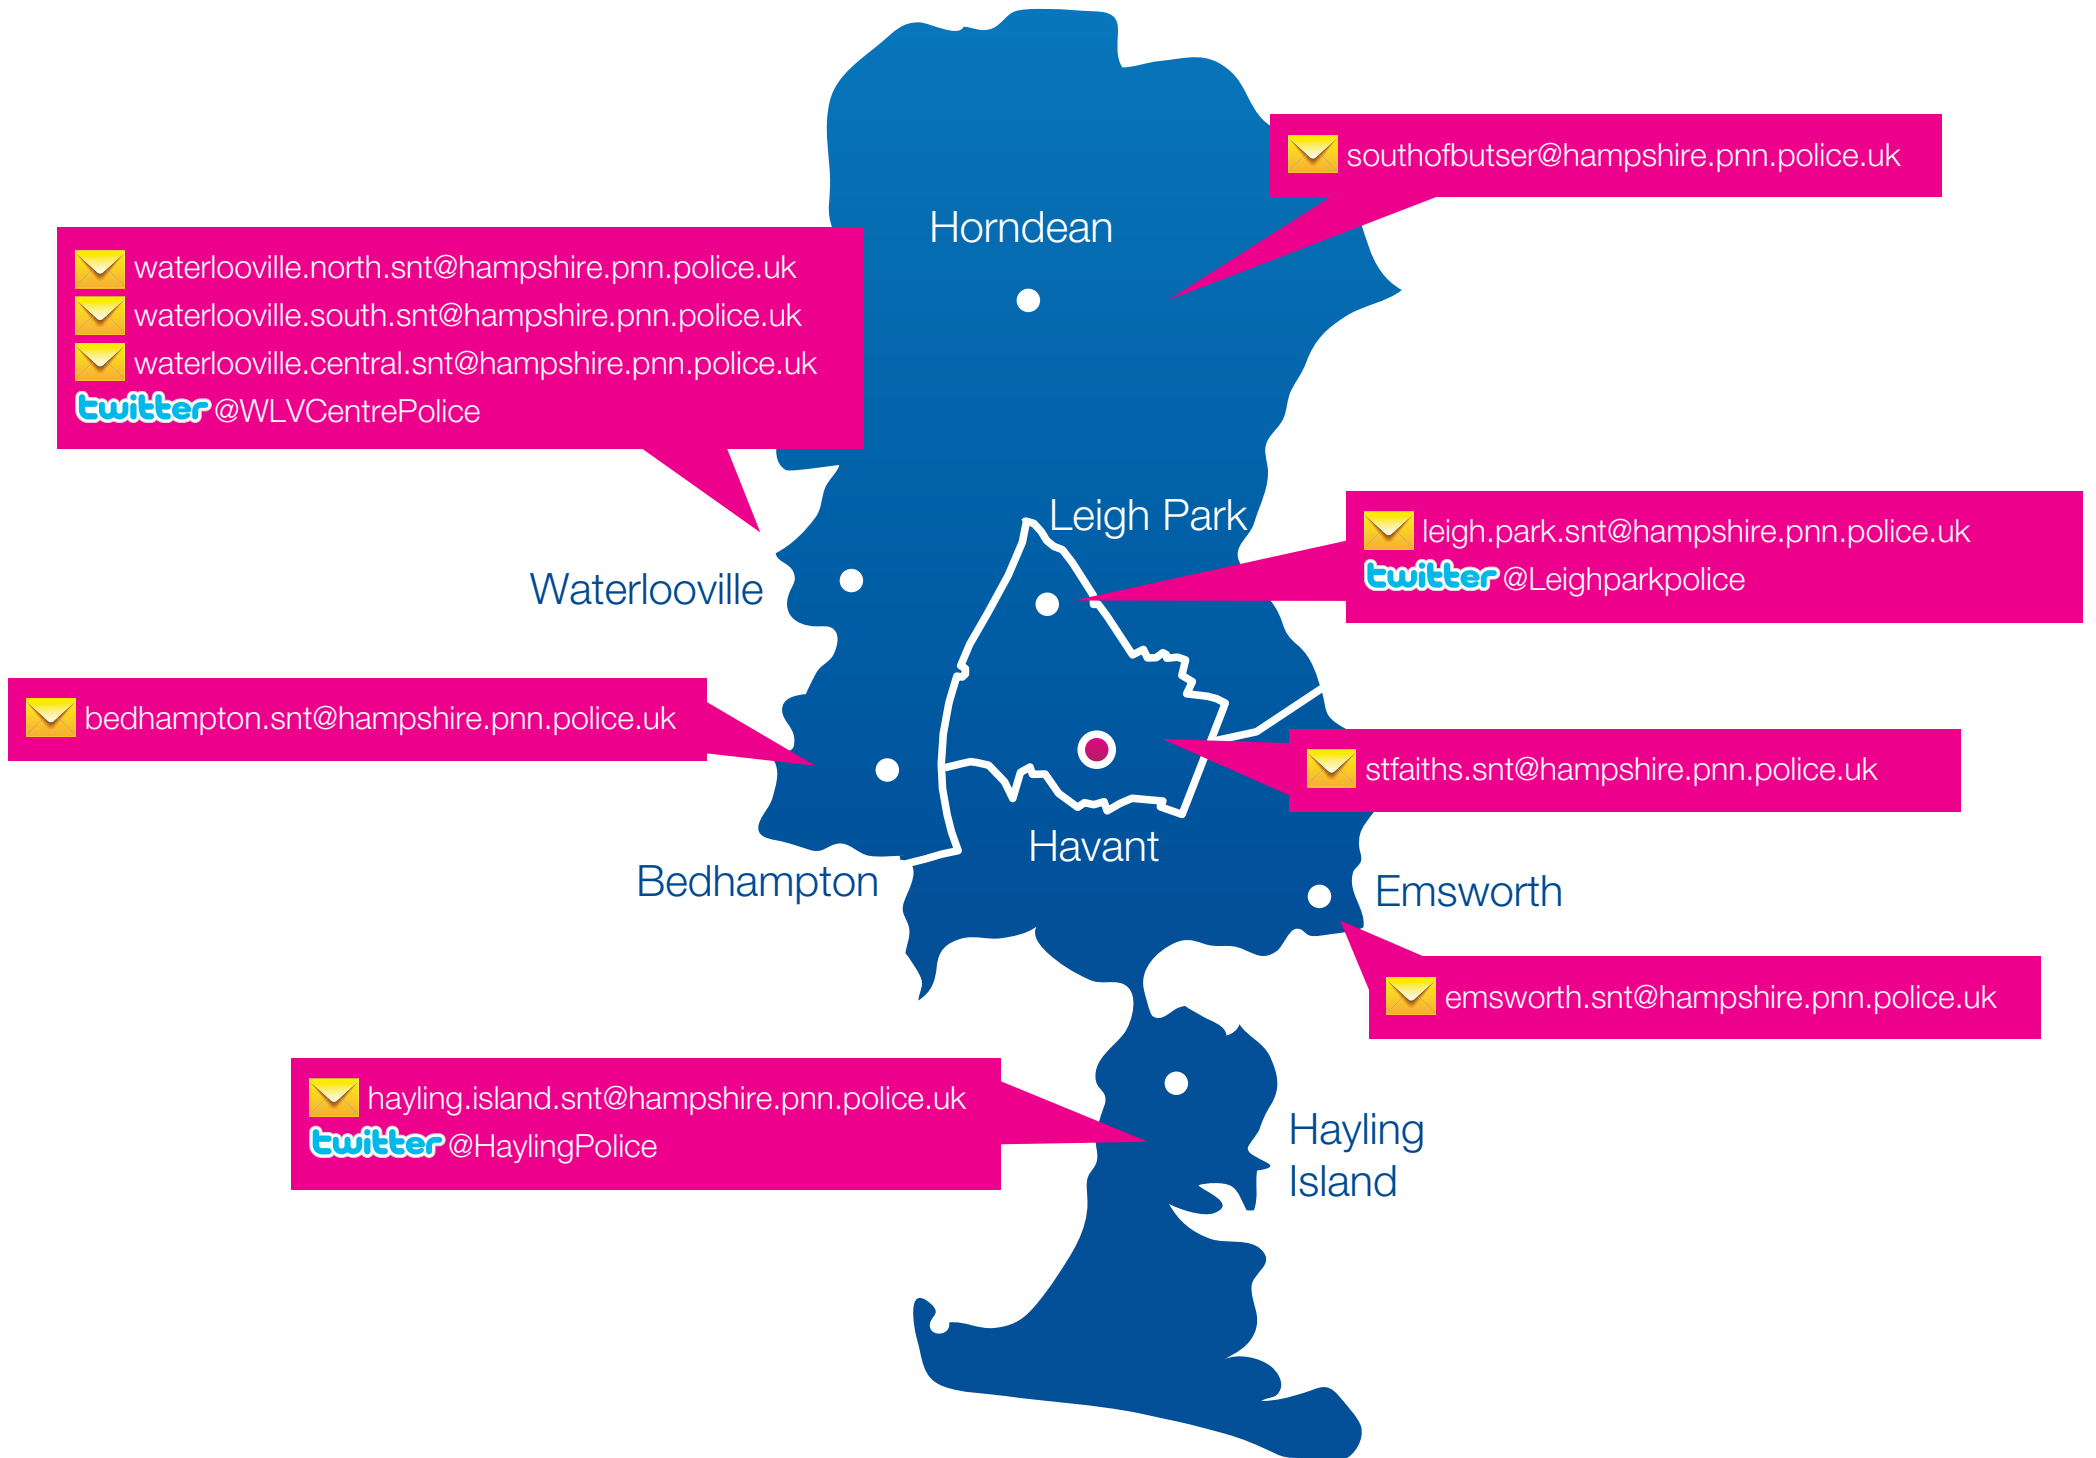 southofbutser@hampshire.pnn.police.uk
Horndean
waterlooville.north.snt@hampshire.pnn.police.uk
waterlooville.south.snt@hampshire.pnn.police.uk
waterlooville.central.snt@hampshire.pnn.police.uk
twitter @WLVCentrePolice
Leigh Park
leigh.park.snt@hampshire.pnn.police.uk
twitter @Leighparkpolice
Waterlooville
bedhampton.snt@hampshire.pnn.police.uk
stfaiths.snt@hampshire.pnn.police.uk
Havant
Bedhampton
Emsworth
emsworth.snt@hampshire.pnn.police.uk
hayling.island.snt@hampshire.pnn.police.uk
twitter @HaylingPolice
Hayling
Island